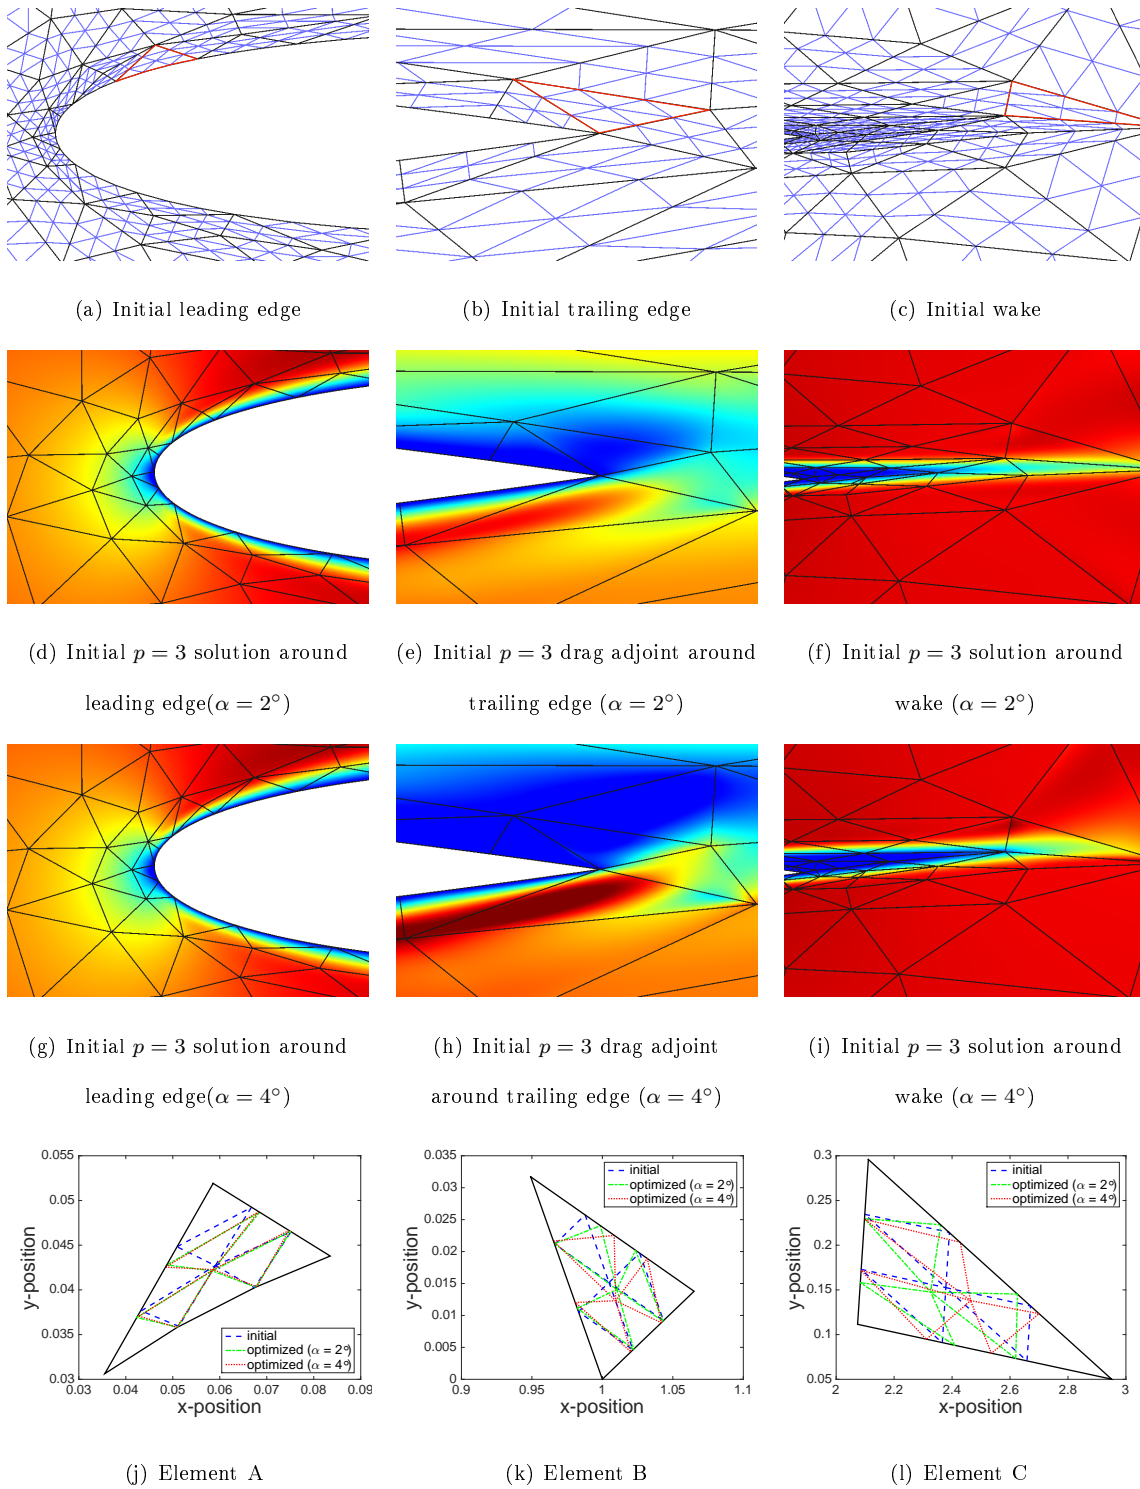 (a) Initial leading edge
(b) Initial trailing edge
(c) Initial wake
(d) Initial p = 3 solution around
leading edge(α = 2°)
(e) Initial p = 3 drag adjoint around
trailing edge (α = 2°)
(f) Initial p = 3 solution around
wake (α = 2°)
(g) Initial p = 3 solution around
leading edge(α = 4°)
(h) Initial p = 3 drag adjoint
around trailing edge (α = 4°)
(i) Initial p = 3 solution around
wake (α = 4°)
y-position
0.055
0.05
0.045
0.04
0.035
0.03
initial
optimized (α = 2°)
optimized (α = 4°)
0.03 0.04 0.05 0.06 0.07 0.08 0.09
x-position
(j) Element A
y-position
0.035
0.03
0.025
0.02
0.015
0.01
0.005
0
initial
optimized (α = 2°)
optimized (α = 4°)
0.9 0.95 1 1.05 1.1
x-position
(k) Element B
y-position
0.3
0.25
0.2
0.15
0.1
0.05
initial
optimized (α = 2°)
optimized (α = 4°)
2 2.2 2.4 2.6 2.8 3
x-position
(l) Element C